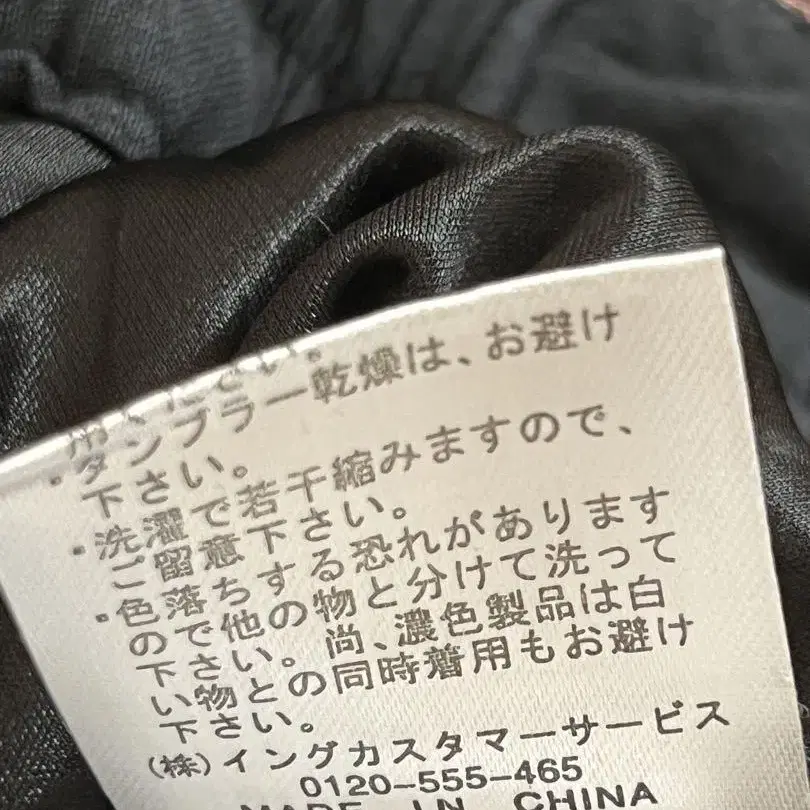 ください。
・タンブラー乾燥は、お避け
下さい。
・洗濯で若干縮みますので、
ご留意下さい。
・色落ちする恐れがあります
ので他の物と分けて洗って
下さい。尚、濃色製品は白
い物との同時着用もお避け
下さい。
(株)イングカスタマーサービス
0120-555-465
MADE IN CHINA